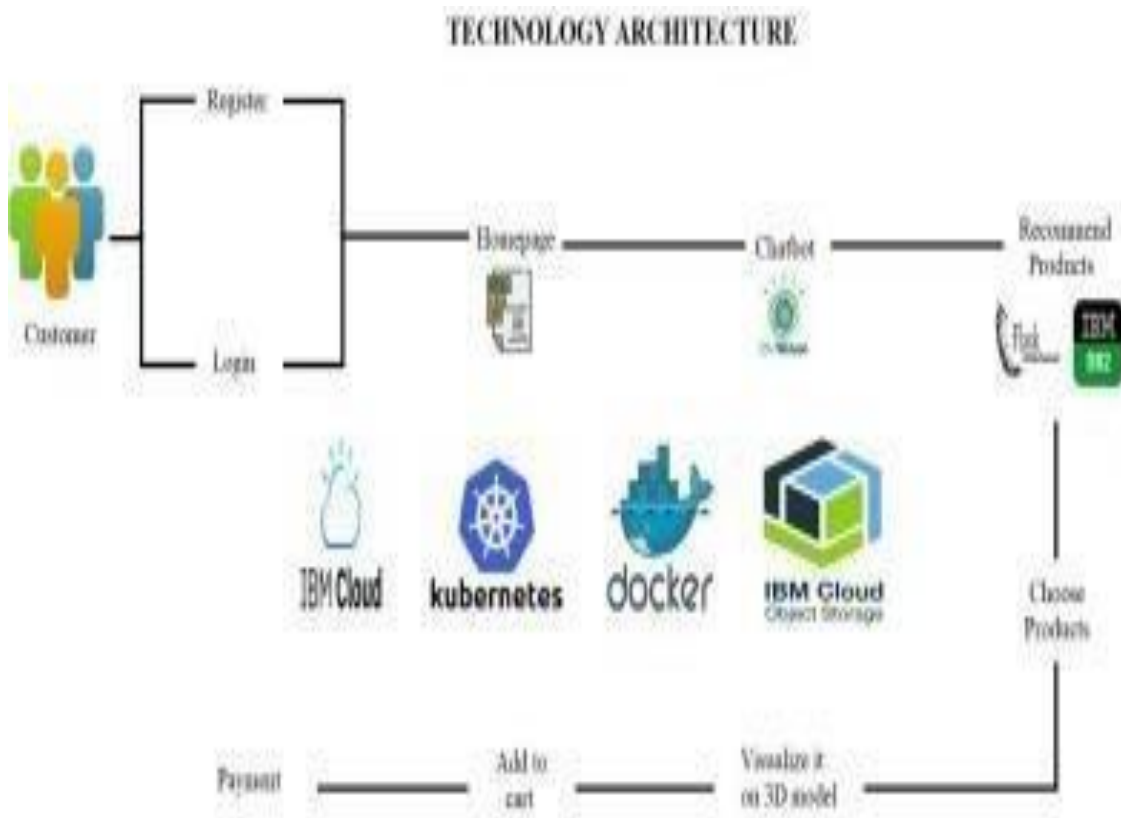 TECHNOLOGY ARCHITECTURE
Register
Customer
Login
Homepage
Chatbot
Recommend
Products
Flask
IBM
DB2
IBM Cloud
kubernetes
docker
IBM Cloud
Object Storage
Choose
Products
Visualize it
on 3D model
Add to
cart
Payment